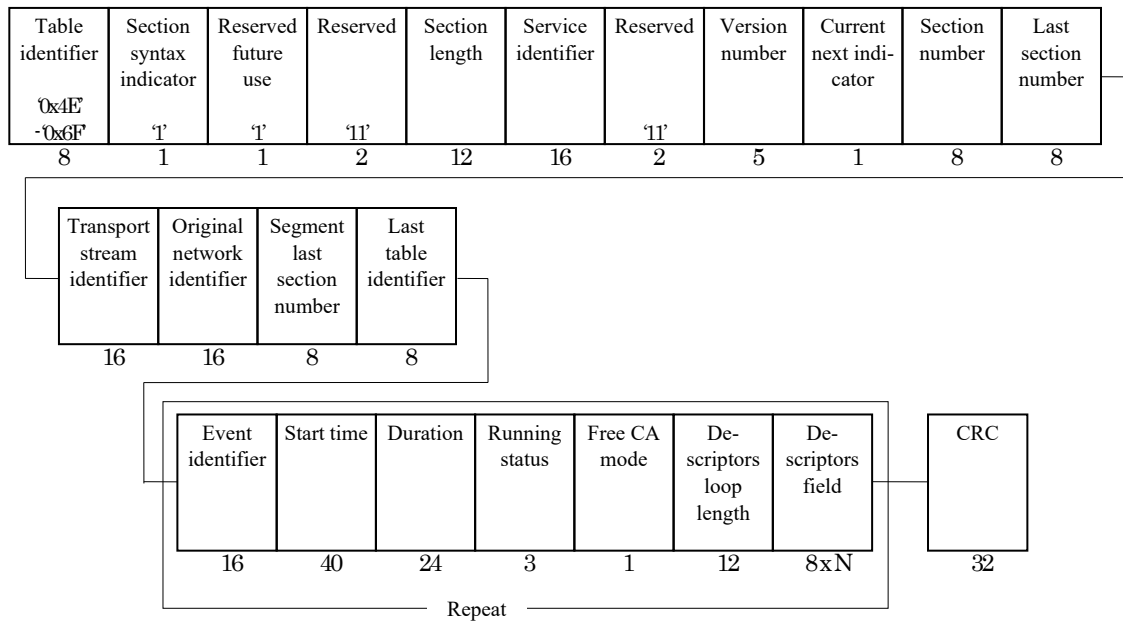 Table
identifier
‘0x4E’
-‘0x6F’
8
Section
syntax
indicator
‘1’
1
Reserved
future
use
‘1’
1
Reserved
‘11’
2
Section
length
12
Service
identifier
16
Reserved
‘11’
2
Version
number
5
Current
next indi-
cator
1
Section
number
8
Last
section
number
8
Transport
stream
identifier
16
Original
network
identifier
16
Segment
last
section
number
8
Last
table
identifier
8
Event
identifier
16
Start time
40
Duration
24
Running
status
3
Free CA
mode
1
De-
scriptors
loop
length
12
De-
scriptors
field
8xN
CRC
32
Repeat